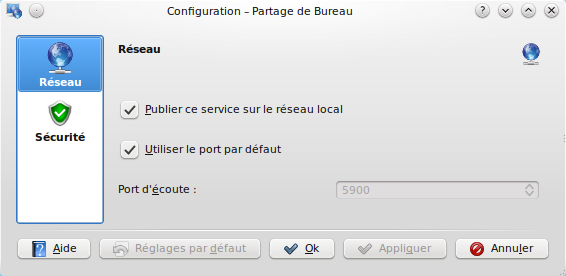 Configuration – Partage de Bureau
Réseau
Réseau
Sécurité
Publier ce service sur le réseau local
Utiliser le port par défaut
Port d'écoute :
5900
Aide
Réglages par défaut
Ok
Appliquer
Annuler